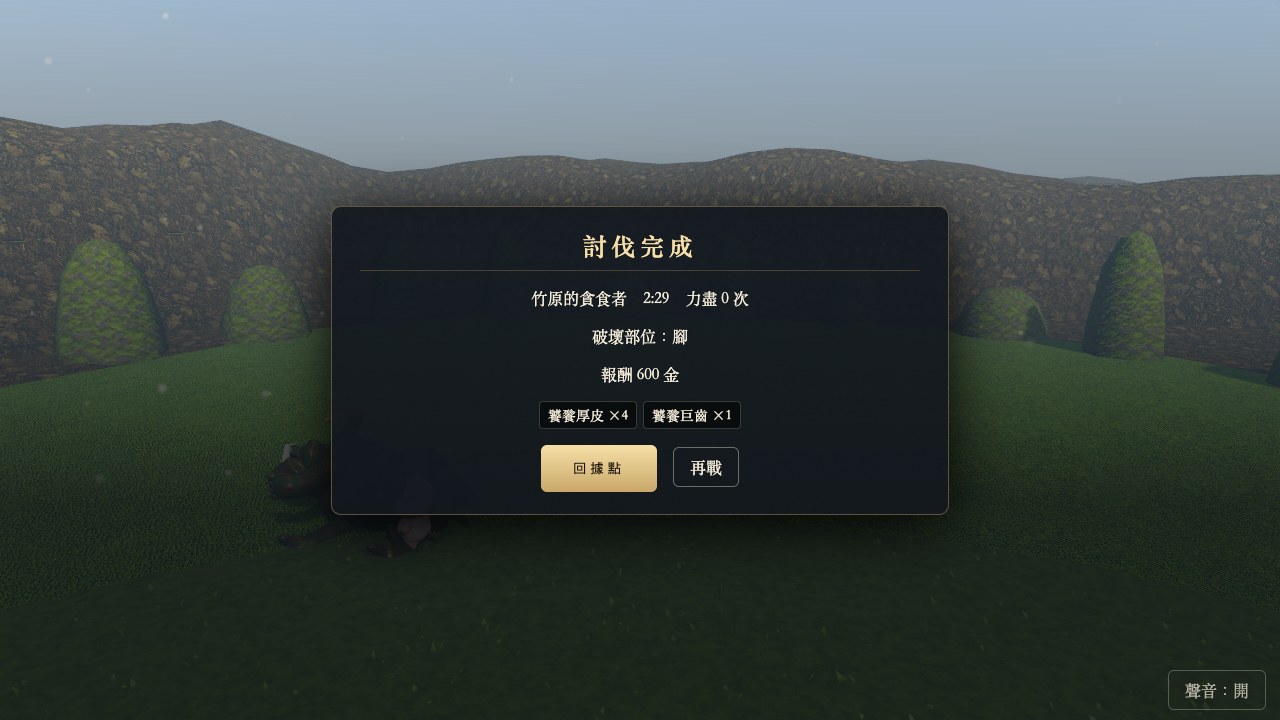 討伐完成
竹原的貪食者 2:29 力盡 0 次
破壞部位：腳
報酬 600 金
饕餮厚皮 ×4 饕餮巨齒 ×1
回據點 再戰
聲音：開